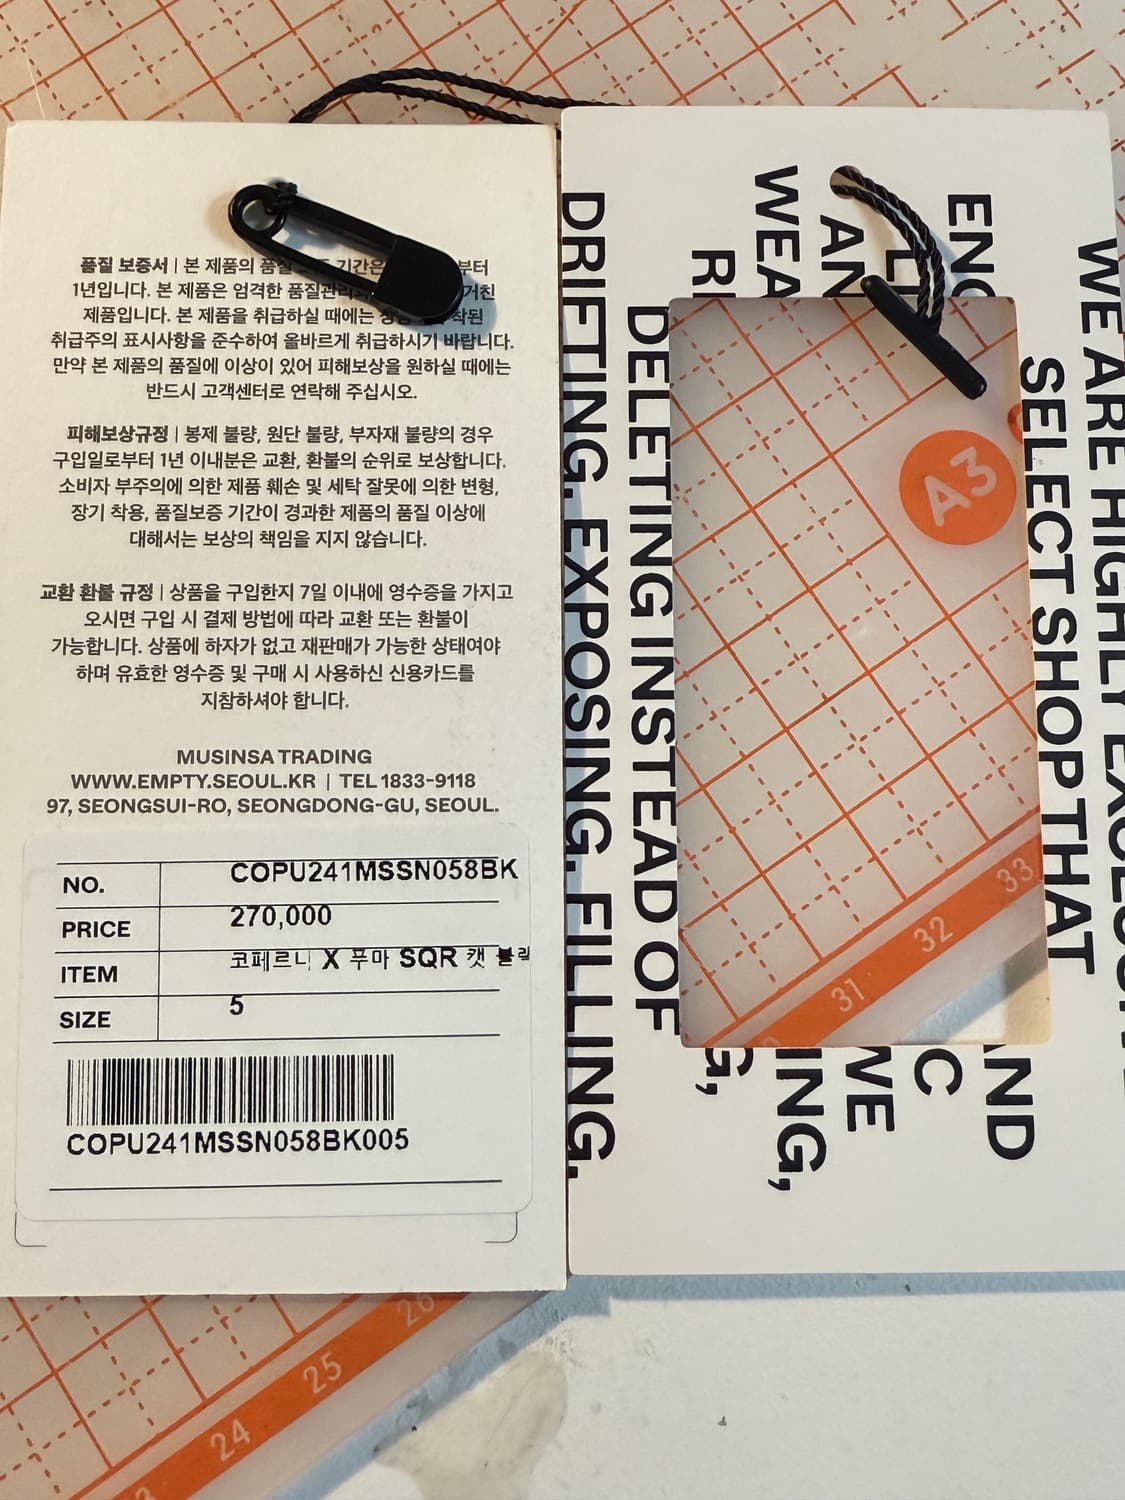 품질 보증서 | 본 제품의 품질 기간은 부터
1년입니다. 본 제품은 엄격한 품질관리 거친
제품입니다. 본 제품을 취급하실 때에는 착된
취급주의 표시사항을 준수하여 올바르게 취급하시기 바랍니다.
만약 본 제품의 품질에 이상이 있어 피해보상을 원하실 때에는
반드시 고객센터로 연락해 주십시오.
피해보상규정 | 봉제 불량, 원단 불량, 부자재 불량의 경우
구입일로부터 1년 이내분은 교환, 환불의 순위로 보상합니다.
소비자 부주의에 의한 제품 훼손 및 세탁 잘못에 의한 변형,
장기 착용, 품질보증 기간이 경과한 제품의 품질 이상에
대해서는 보상의 책임을 지지 않습니다.
교환 환불 규정 | 상품을 구입한지 7일 이내에 영수증을 가지고
오시면 구입 시 결제 방법에 따라 교환 또는 환불이
가능합니다. 상품에 하자가 없고 재판매가 가능한 상태여야
하며 유효한 영수증 및 구매 시 사용하신 신용카드를
지참하셔야 합니다.
MUSINSA TRADING
WWW.EMPTY.SEOUL.KR | TEL 1833-9118
97, SEONGSUI-RO, SEONGDONG-GU, SEOUL.
NO. COPU241MSSN058BK
PRICE 270,000
ITEM 코페르니 X 푸마 SQR 캣 블랙
SIZE 5
COPU241MSSN058BK005
WE ARE HIGHLY
SELECT SHOP THAT
AND
DELETING INSTEAD OF
DRIFTING. EXPOSING. FILLING.
A3
33
32
31
26
25
24